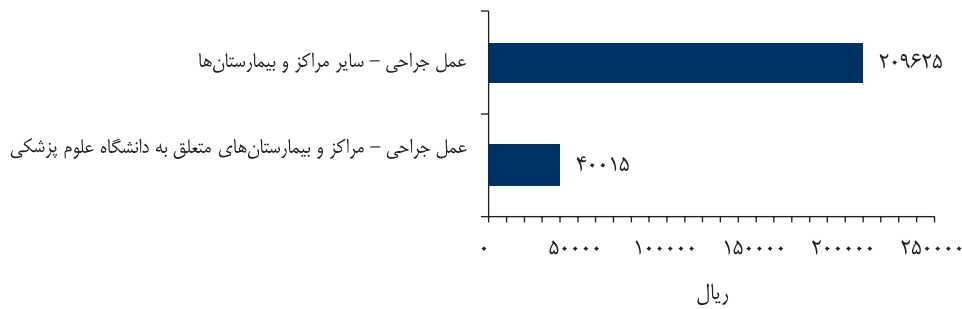 عمل جراحی – سایر مراکز و بیمارستان‌ها
۲۰۹۶۲۵
عمل جراحی – مراکز و بیمارستان‌های متعلق به دانشگاه علوم پزشکی
۴۰۰۱۵
۰ ۵۰۰۰۰ ۱۰۰۰۰۰ ۱۵۰۰۰۰ ۲۰۰۰۰۰ ۲۵۰۰۰۰
ریال